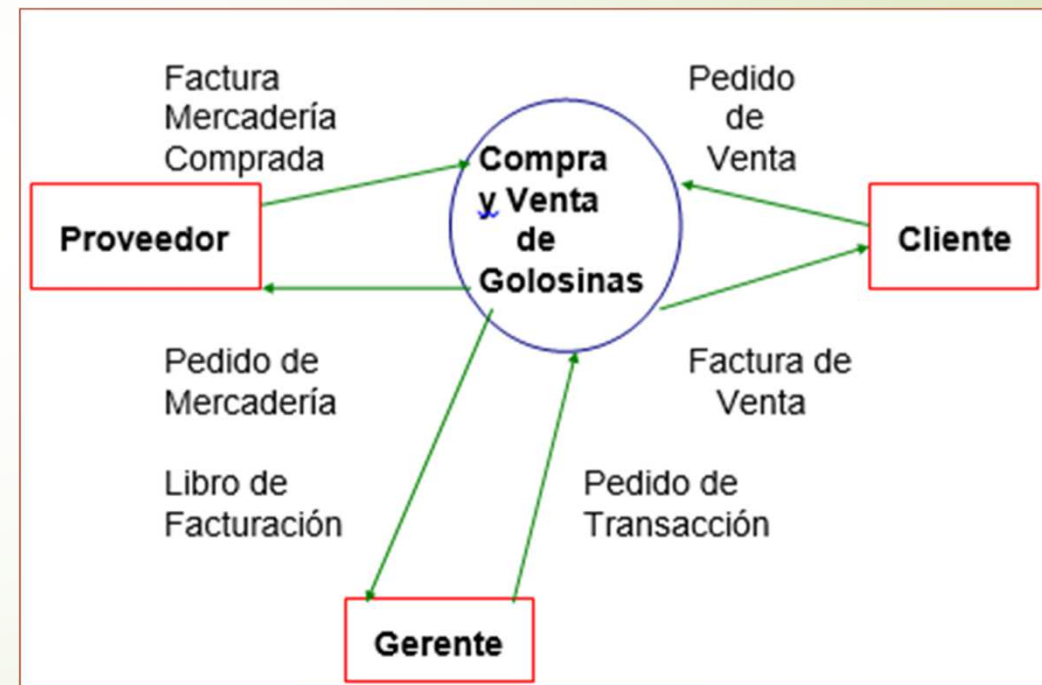 Factura
Mercadería
Comprada
Pedido
de
Venta
Compra
y Venta
de
Golosinas
Proveedor
Cliente
Pedido de
Mercadería
Factura de
Venta
Libro de
Facturación
Pedido de
Transacción
Gerente